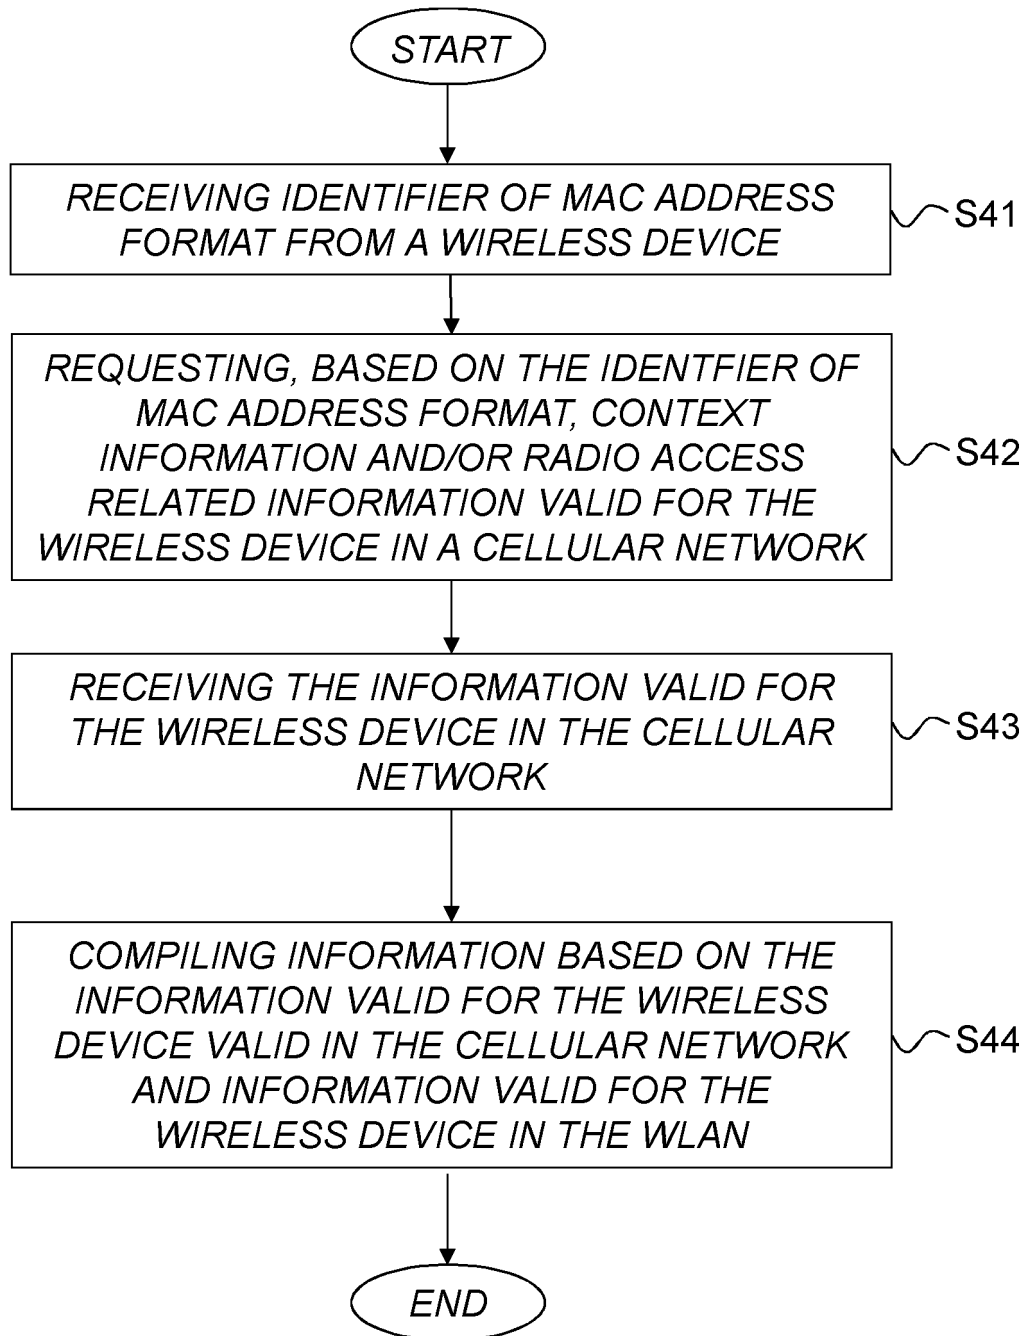 START
RECEIVING IDENTIFIER OF MAC ADDRESS
FORMAT FROM A WIRELESS DEVICE
S41
REQUESTING, BASED ON THE IDENTFIER OF
MAC ADDRESS FORMAT, CONTEXT
INFORMATION AND/OR RADIO ACCESS
RELATED INFORMATION VALID FOR THE
WIRELESS DEVICE IN A CELLULAR NETWORK
S42
RECEIVING THE INFORMATION VALID FOR
THE WIRELESS DEVICE IN THE CELLULAR
NETWORK
S43
COMPILING INFORMATION BASED ON THE
INFORMATION VALID FOR THE WIRELESS
DEVICE VALID IN THE CELLULAR NETWORK
AND INFORMATION VALID FOR THE
WIRELESS DEVICE IN THE WLAN
S44
END